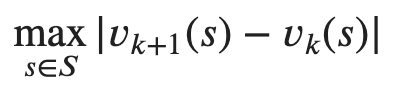 max |v_{k+1}(s) − v_k(s)|
s∈S